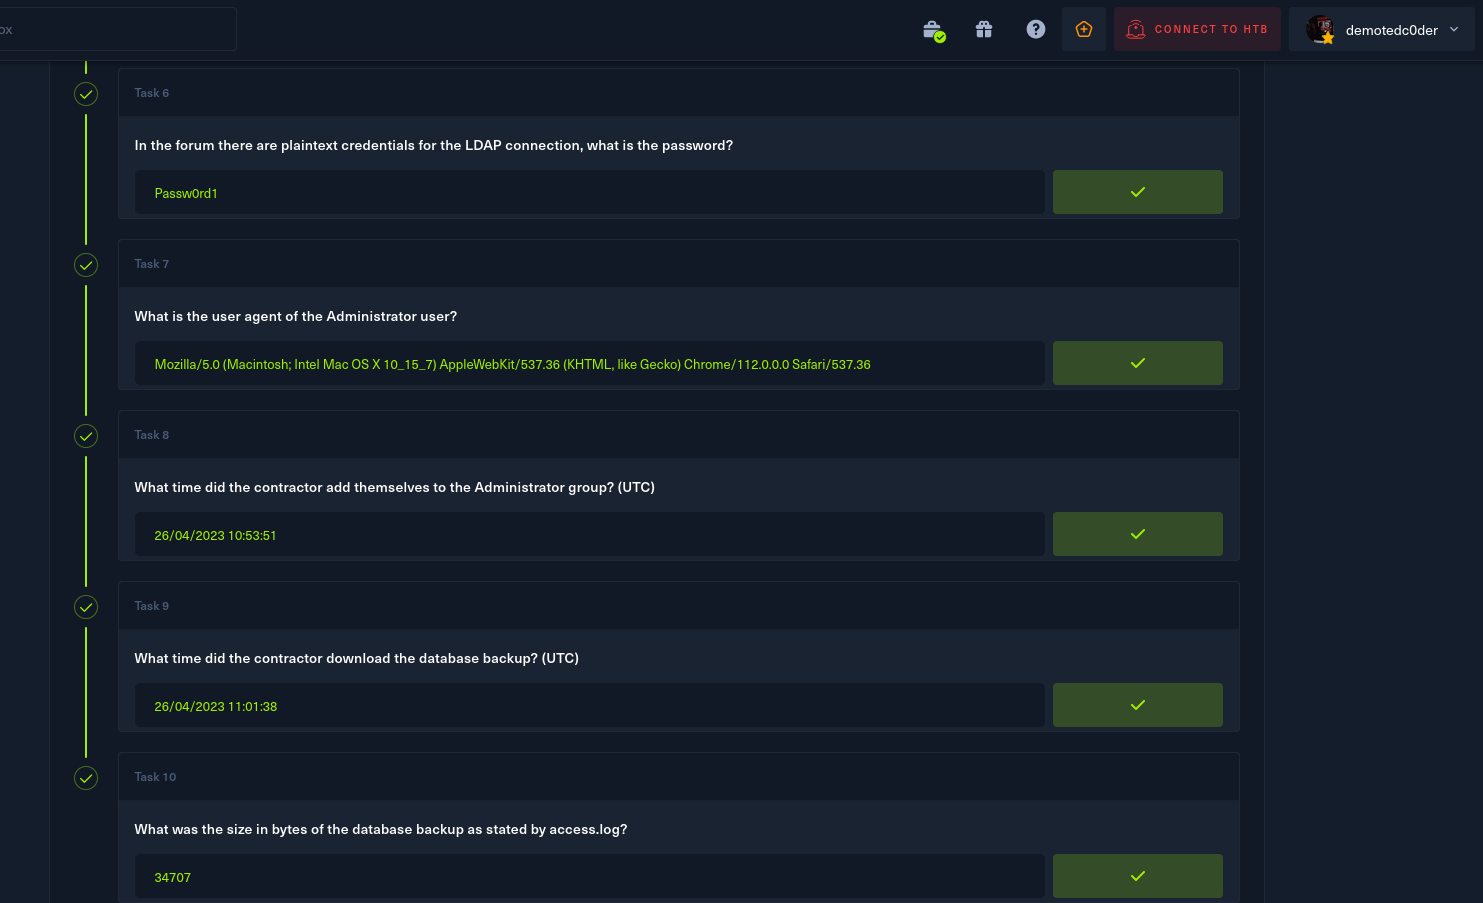 ox
CONNECT TO HTB
demotedc0der
Task 6
In the forum there are plaintext credentials for the LDAP connection, what is the password?
Passw0rd1
Task 7
What is the user agent of the Administrator user?
Mozilla/5.0 (Macintosh; Intel Mac OS X 10_15_7) AppleWebKit/537.36 (KHTML, like Gecko) Chrome/112.0.0.0 Safari/537.36
Task 8
What time did the contractor add themselves to the Administrator group? (UTC)
26/04/2023 10:53:51
Task 9
What time did the contractor download the database backup? (UTC)
26/04/2023 11:01:38
Task 10
What was the size in bytes of the database backup as stated by access.log?
34707